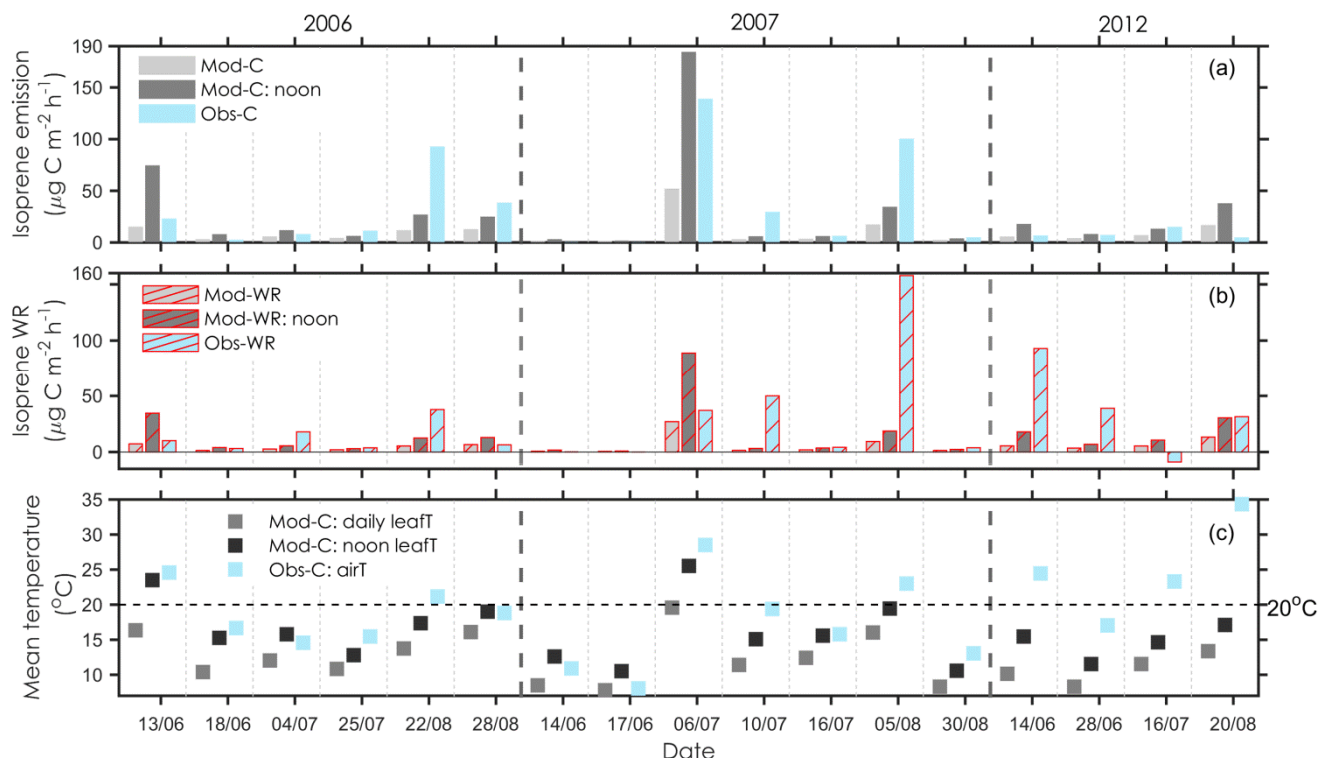 2006 2007 2012
190
150
100
50
0
Isoprene emission
(μg C m⁻² h⁻¹)
Mod-C
Mod-C: noon
Obs-C
(a)
160
100
50
0
Isoprene WR
(μg C m⁻² h⁻¹)
Mod-WR
Mod-WR: noon
Obs-WR
(b)
35
30
25
20
15
10
Mean temperature
(°C)
Mod-C: daily leafT
Mod-C: noon leafT
Obs-C: airT
(c)
20°C
13/06 18/06 04/07 25/07 22/08 28/08 14/06 17/06 06/07 10/07 16/07 05/08 30/08 14/06 28/06 16/07 20/08
Date